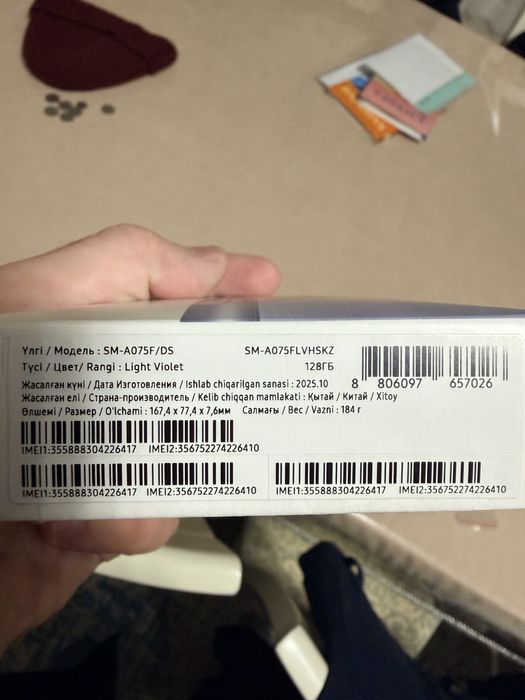 Үлгі / Модель : SM-A075F/DS SM-A075FLVHSKZ
Түсі / Цвет/ Rangi : Light Violet 128ГБ
8 806097 657026
Жасалған күні / Дата Изготовления / Ishlab chiqarilgan sanasi : 2025.10
Жасалған елі / Страна-производитель / Kelib chiqqan mamlakati : Қытай / Китай / Xitoy
Өлшемі / Размер / O'lchami : 167,4 x 77,4 x 7,6мм Салмағы / Вес / Vazni : 184 г
IMEI1:355888304226417 IMEI2:356752274226410
IMEI1:355888304226417 IMEI2:356752274226410
IMEI1:355888304226417 IMEI2:356752274226410